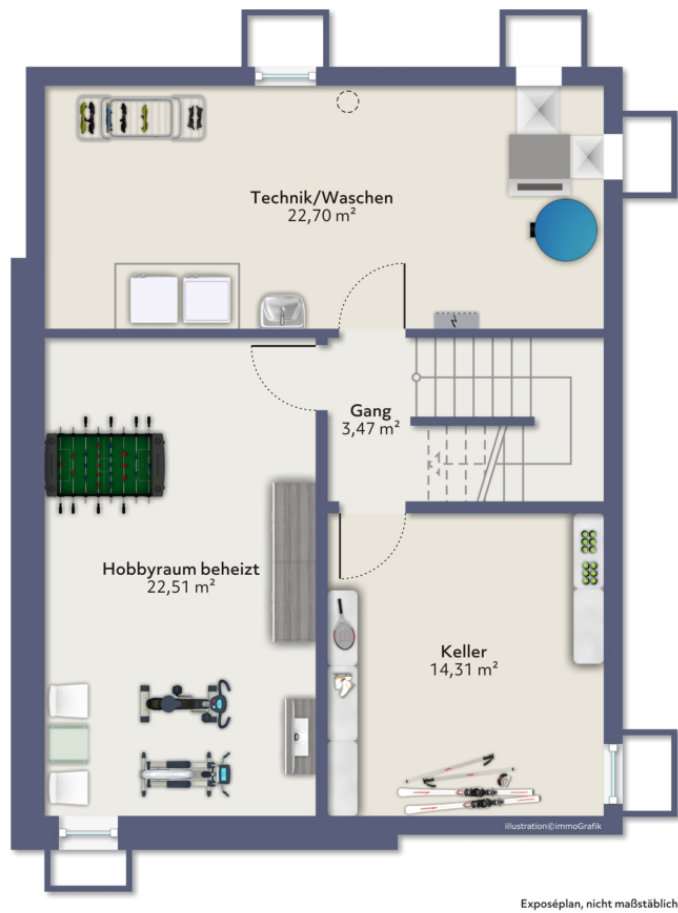 Technik/Waschen
22,70 m²
Gang
3,47 m²
Hobbyraum beheizt
22,51 m²
Keller
14,31 m²
illustration©immoGrafik
Exposéplan, nicht maßstäblich